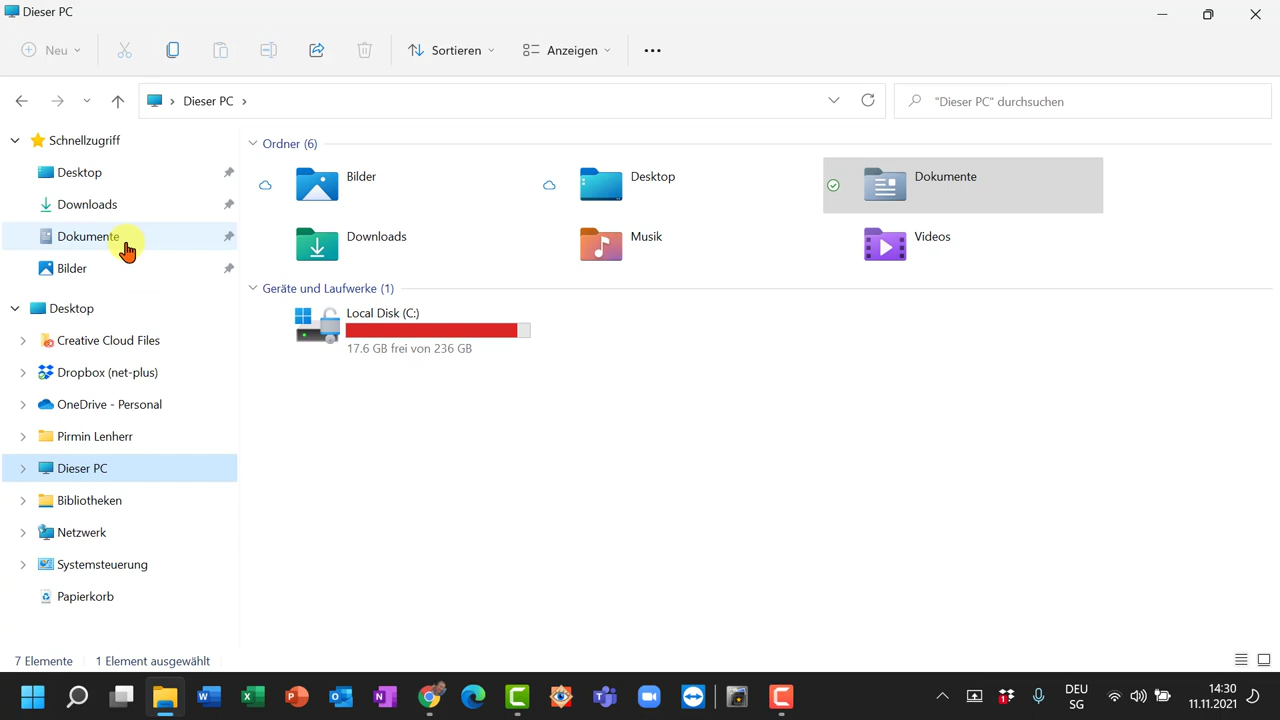 Dieser PC
Neu
Sortieren
Anzeigen
Dieser PC
"Dieser PC" durchsuchen
Schnellzugriff
Desktop
Downloads
Dokumente
Bilder
Desktop
Creative Cloud Files
Dropbox (net-plus)
OneDrive - Personal
Pirmin Lenherr
Dieser PC
Bibliotheken
Netzwerk
Systemsteuerung
Papierkorb
Ordner (6)
Bilder
Desktop
Dokumente
Downloads
Musik
Videos
Geräte und Laufwerke (1)
Local Disk (C:)
17.6 GB frei von 236 GB
7 Elemente
1 Element ausgewählt
DEU
SG
14:30
11.11.2021